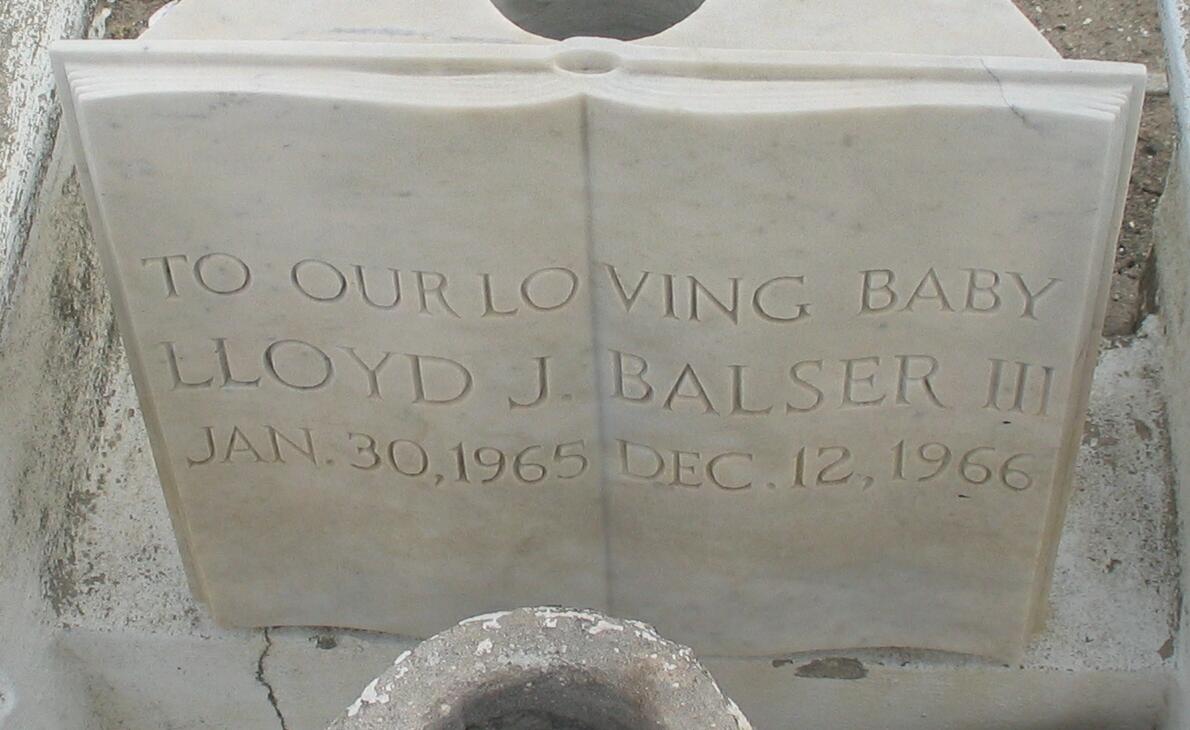 TO OUR LOVING BABY
LLOYD J. BALSER III
JAN. 30, 1965 DEC. 12, 1966